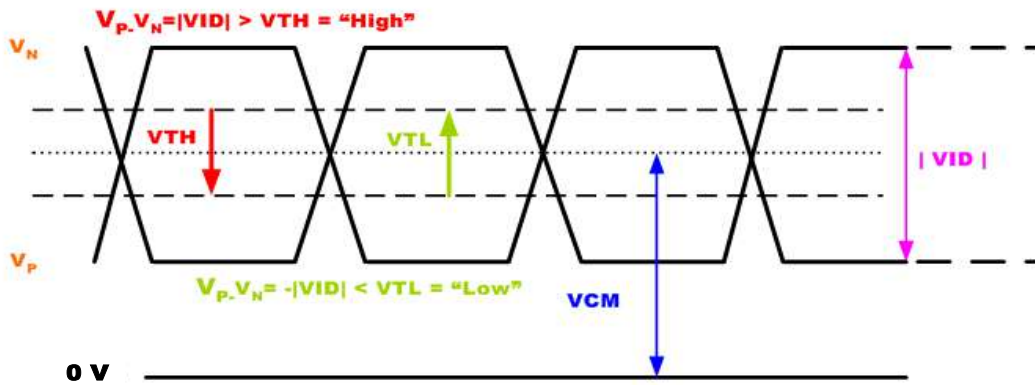 VP-VN=|VID| > VTH = “High”
VN
VTH
VTL
| VID |
VP
VP-VN= -|VID| < VTL = “Low”
VCM
0 V